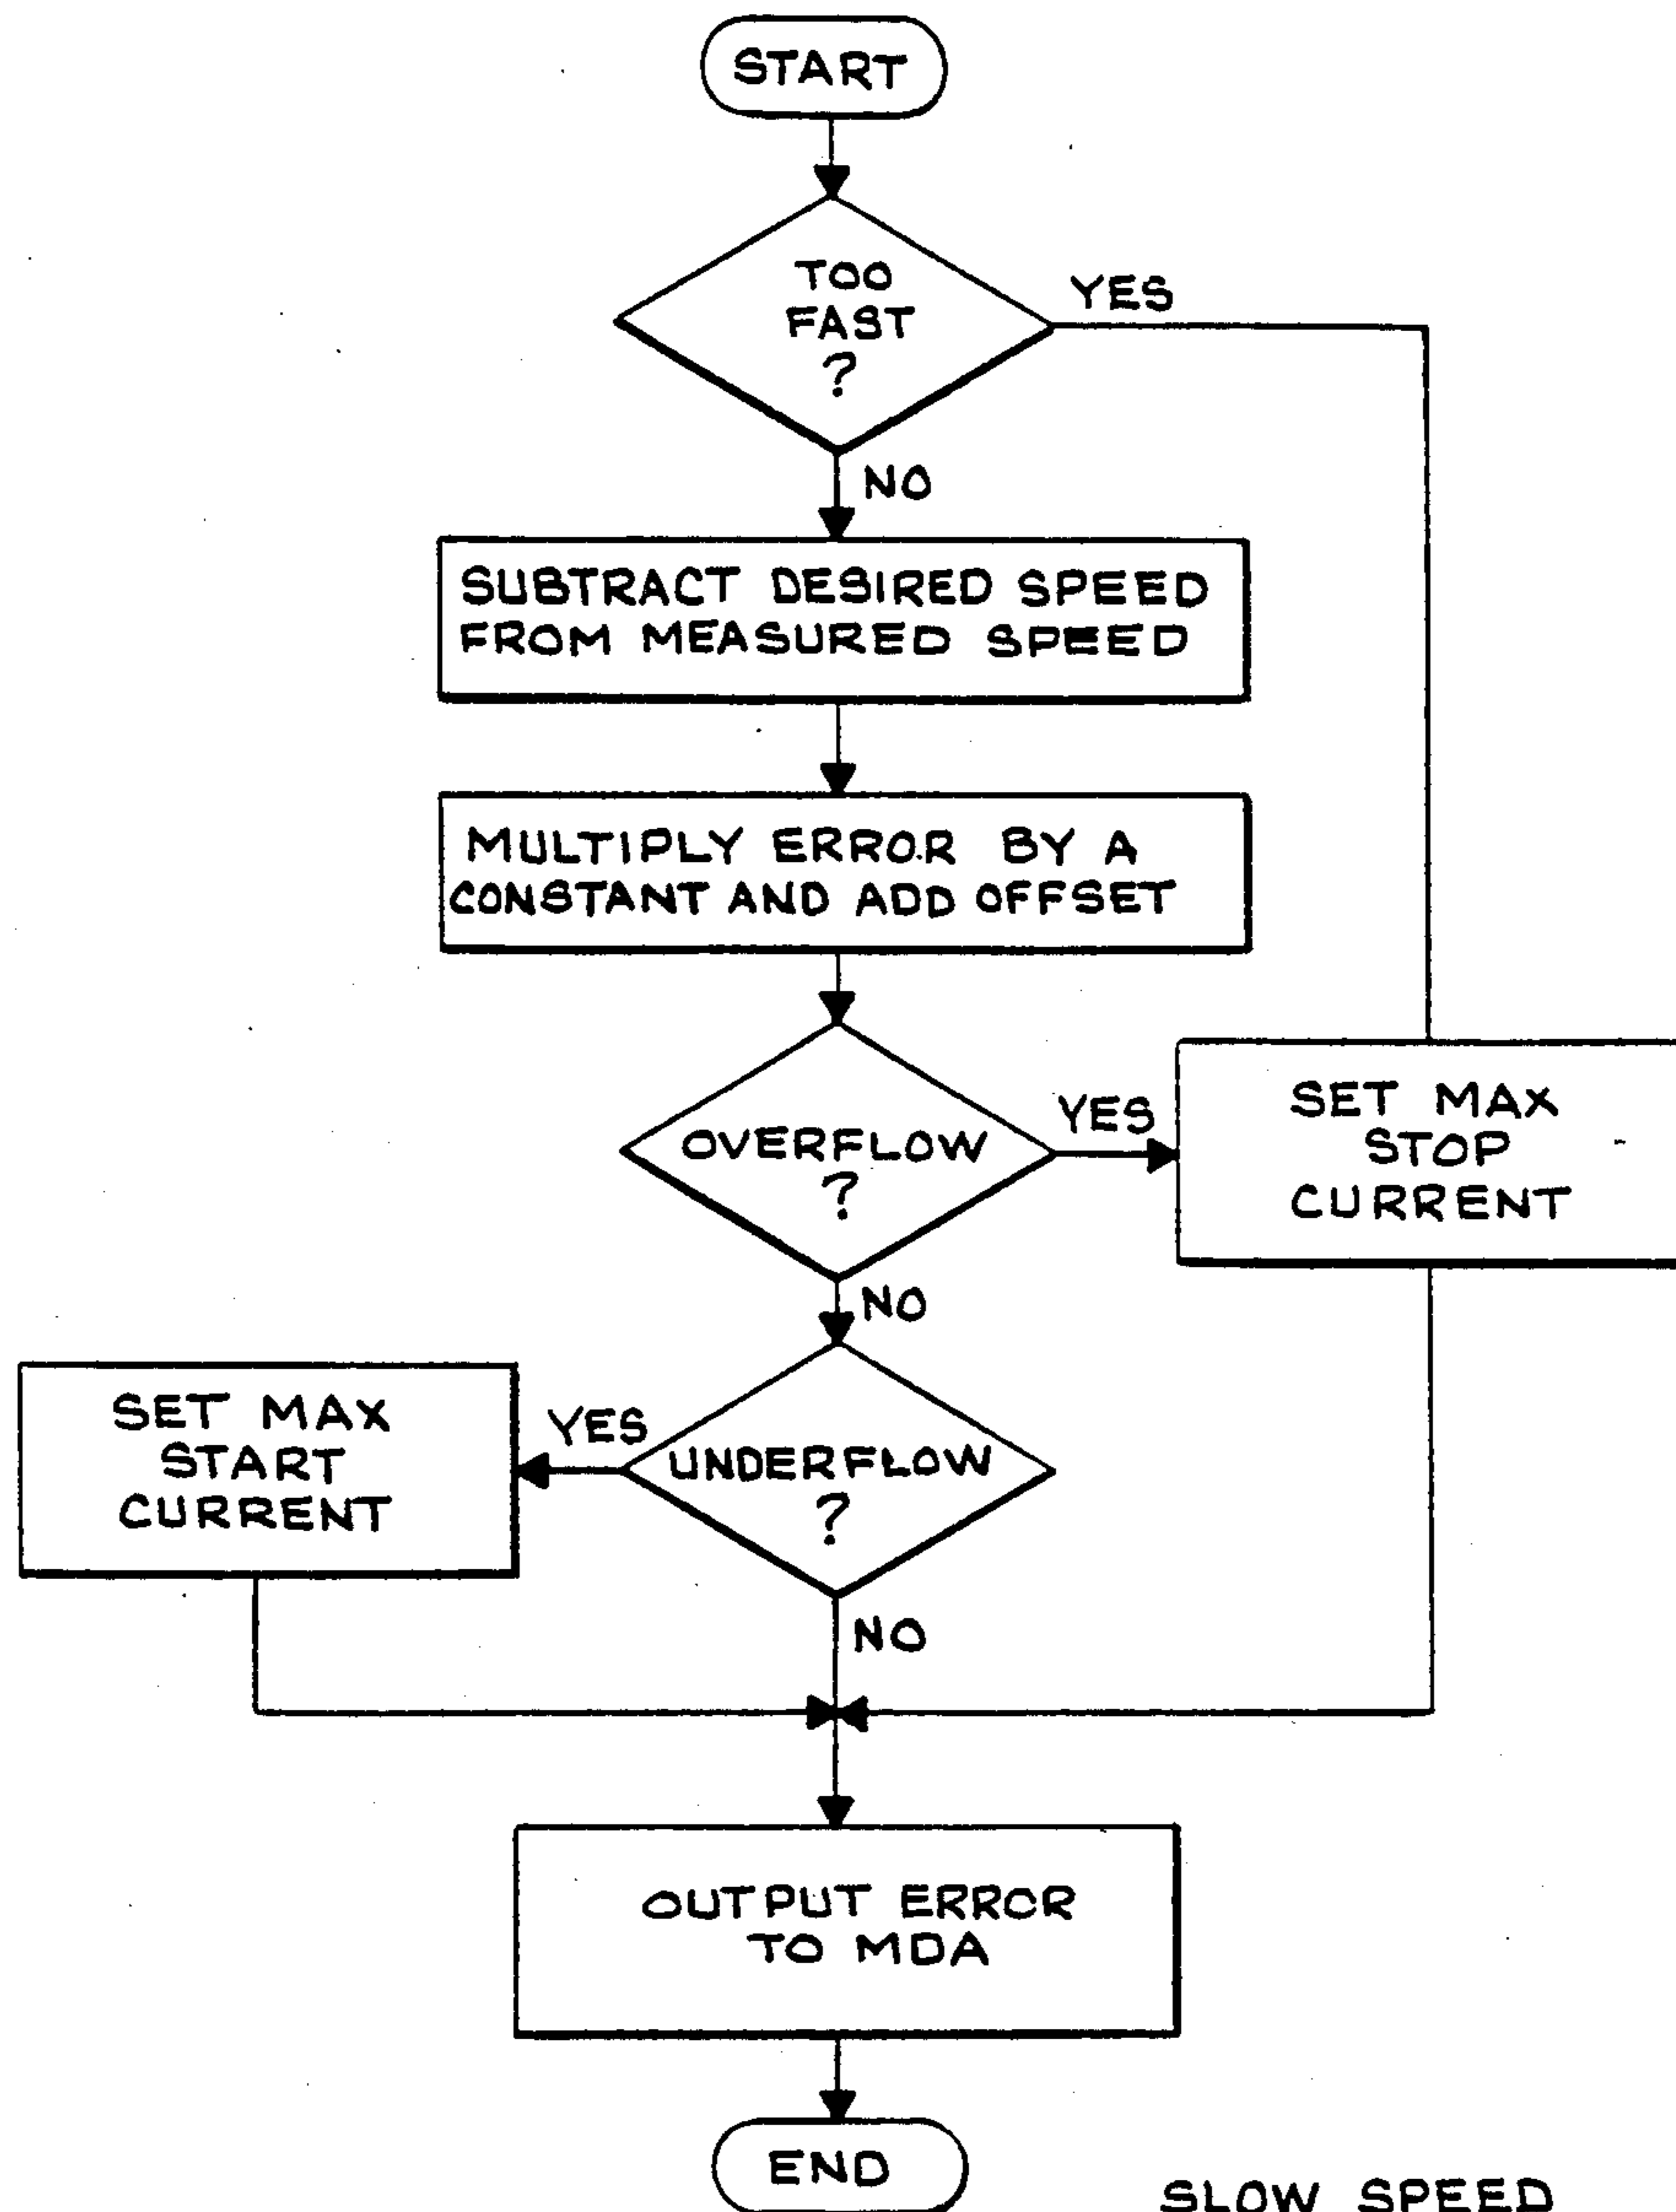 START
TOO
FAST
?
YES
NO
SUBTRACT DESIRED SPEED
FROM MEASURED SPEED
MULTIPLY ERROR BY A
CONSTANT AND ADD OFFSET
OVERFLOW
?
YES
SET MAX
STOP
CURRENT
NO
UNDERFLOW
?
YES
SET MAX
START
CURRENT
NO
OUTPUT ERROR
TO MDA
END
SLOW SPEED